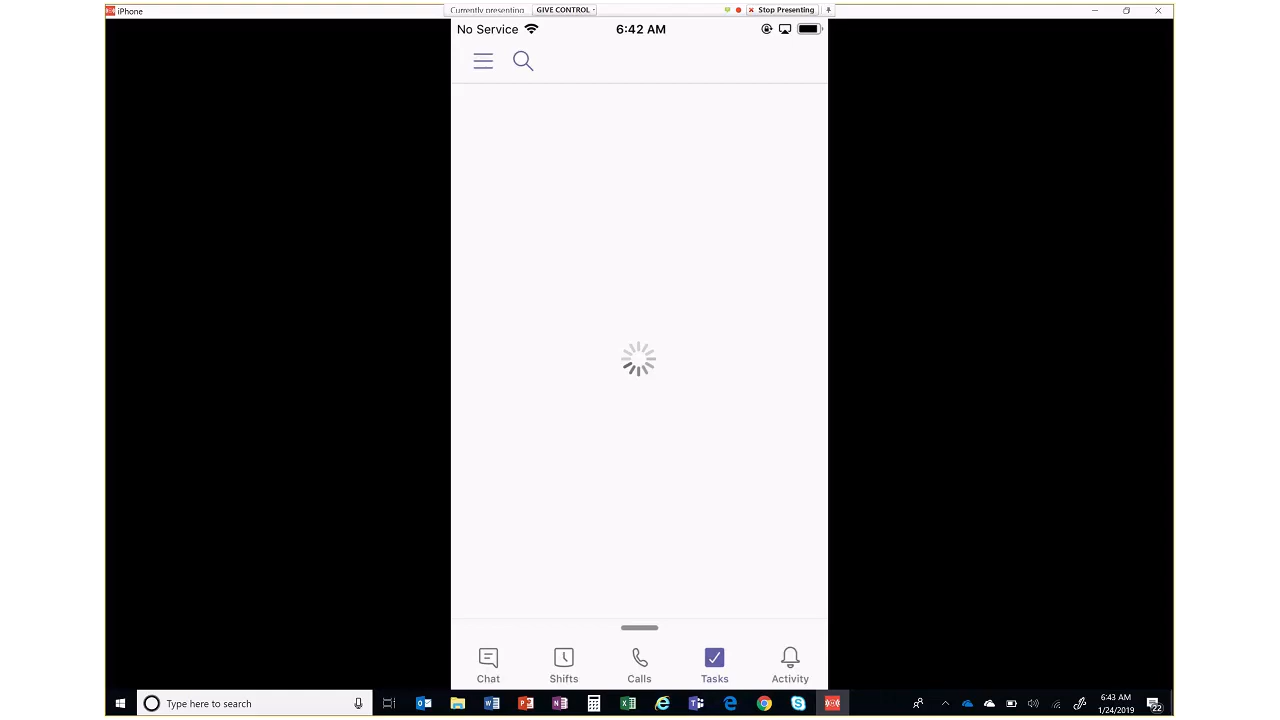 iPhone
Currently presenting GIVE CONTROL Stop Presenting
No Service 6:42 AM
Chat Shifts Calls Tasks Activity
Type here to search
6:43 AM
1/24/2019
22